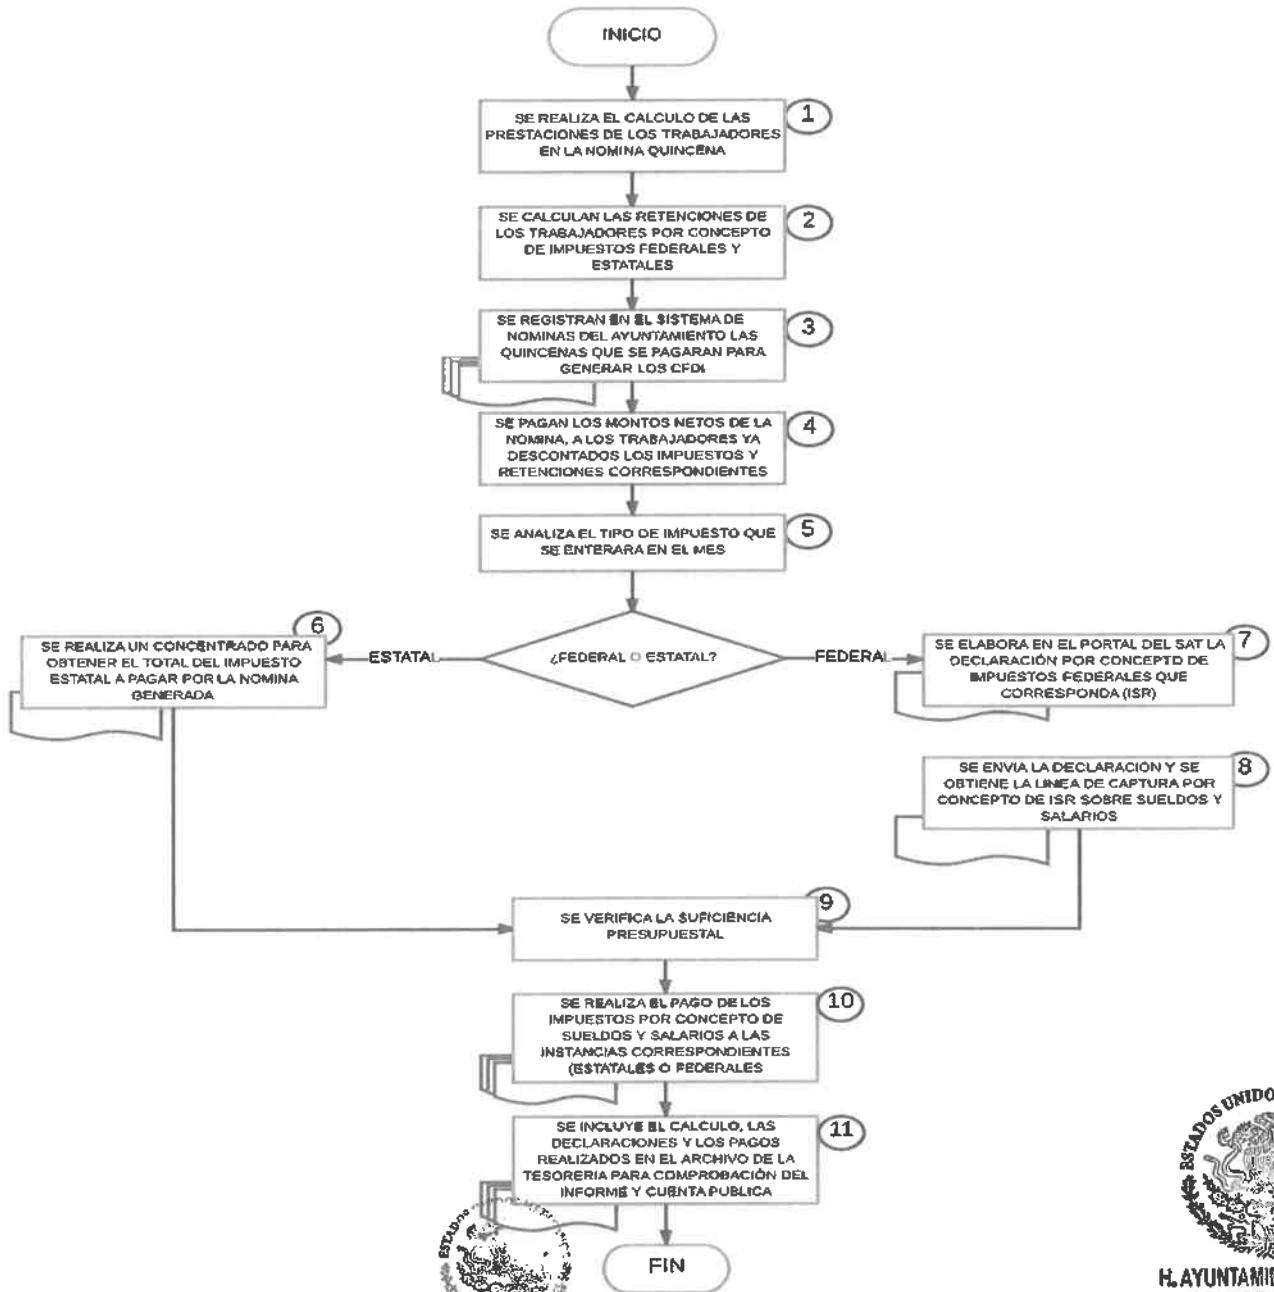 INICIO
1
SE REALIZA EL CALCULO DE LAS
PRESTACIONES DE LOS TRABAJADORES
EN LA NOMINA QUINCENA
2
SE CALCULAN LAS RETENCIONES DE
LOS TRABAJADORES POR CONCEPTO
DE IMPUESTOS FEDERALES Y
ESTATALES
3
SE REGISTRAN EN EL SISTEMA DE
NOMINAS DEL AYUNTAMIENTO LAS
QUINCENAS QUE SE PAGARAN PARA
GENERAR LOS CFDI
4
SE PAGAN LOS MONTOS NETOS DE LA
NOMINA, A LOS TRABAJADORES YA
DESCONTADOS LOS IMPUESTOS Y
RETENCIONES CORRESPONDIENTES
5
SE ANALIZA EL TIPO DE IMPUESTO QUE
SE ENTERARA EN EL MES
¿FEDERAL O ESTATAL?
ESTATAL
FEDERAL
6
SE REALIZA UN CONCENTRADO PARA
OBTENER EL TOTAL DEL IMPUESTO
ESTATAL A PAGAR POR LA NOMINA
GENERADA
7
SE ELABORA EN EL PORTAL DEL SAT LA
DECLARACIÓN POR CONCEPTO DE
IMPUESTOS FEDERALES QUE
CORRESPONDA (ISR)
8
SE ENVIA LA DECLARACION Y SE
OBTIENE LA LINEA DE CAPTURA POR
CONCEPTO DE ISR SOBRE SUELDOS Y
SALARIOS
9
SE VERIFICA LA SUFICIENCIA
PRESUPUESTAL
10
SE REALIZA EL PAGO DE LOS
IMPUESTOS POR CONCEPTO DE
SUELDOS Y SALARIOS A LAS
INSTANCIAS CORRESPONDIENTES
(ESTATALES O FEDERALES
11
SE INCLUYE EL CALCULO, LAS
DECLARACIONES Y LOS PAGOS
REALIZADOS EN EL ARCHIVO DE LA
TESORERIA PARA COMPROBACIÓN DEL
INFORME Y CUENTA PUBLICA
FIN
ESTADOS UNIDO
H. AYUNTAMI